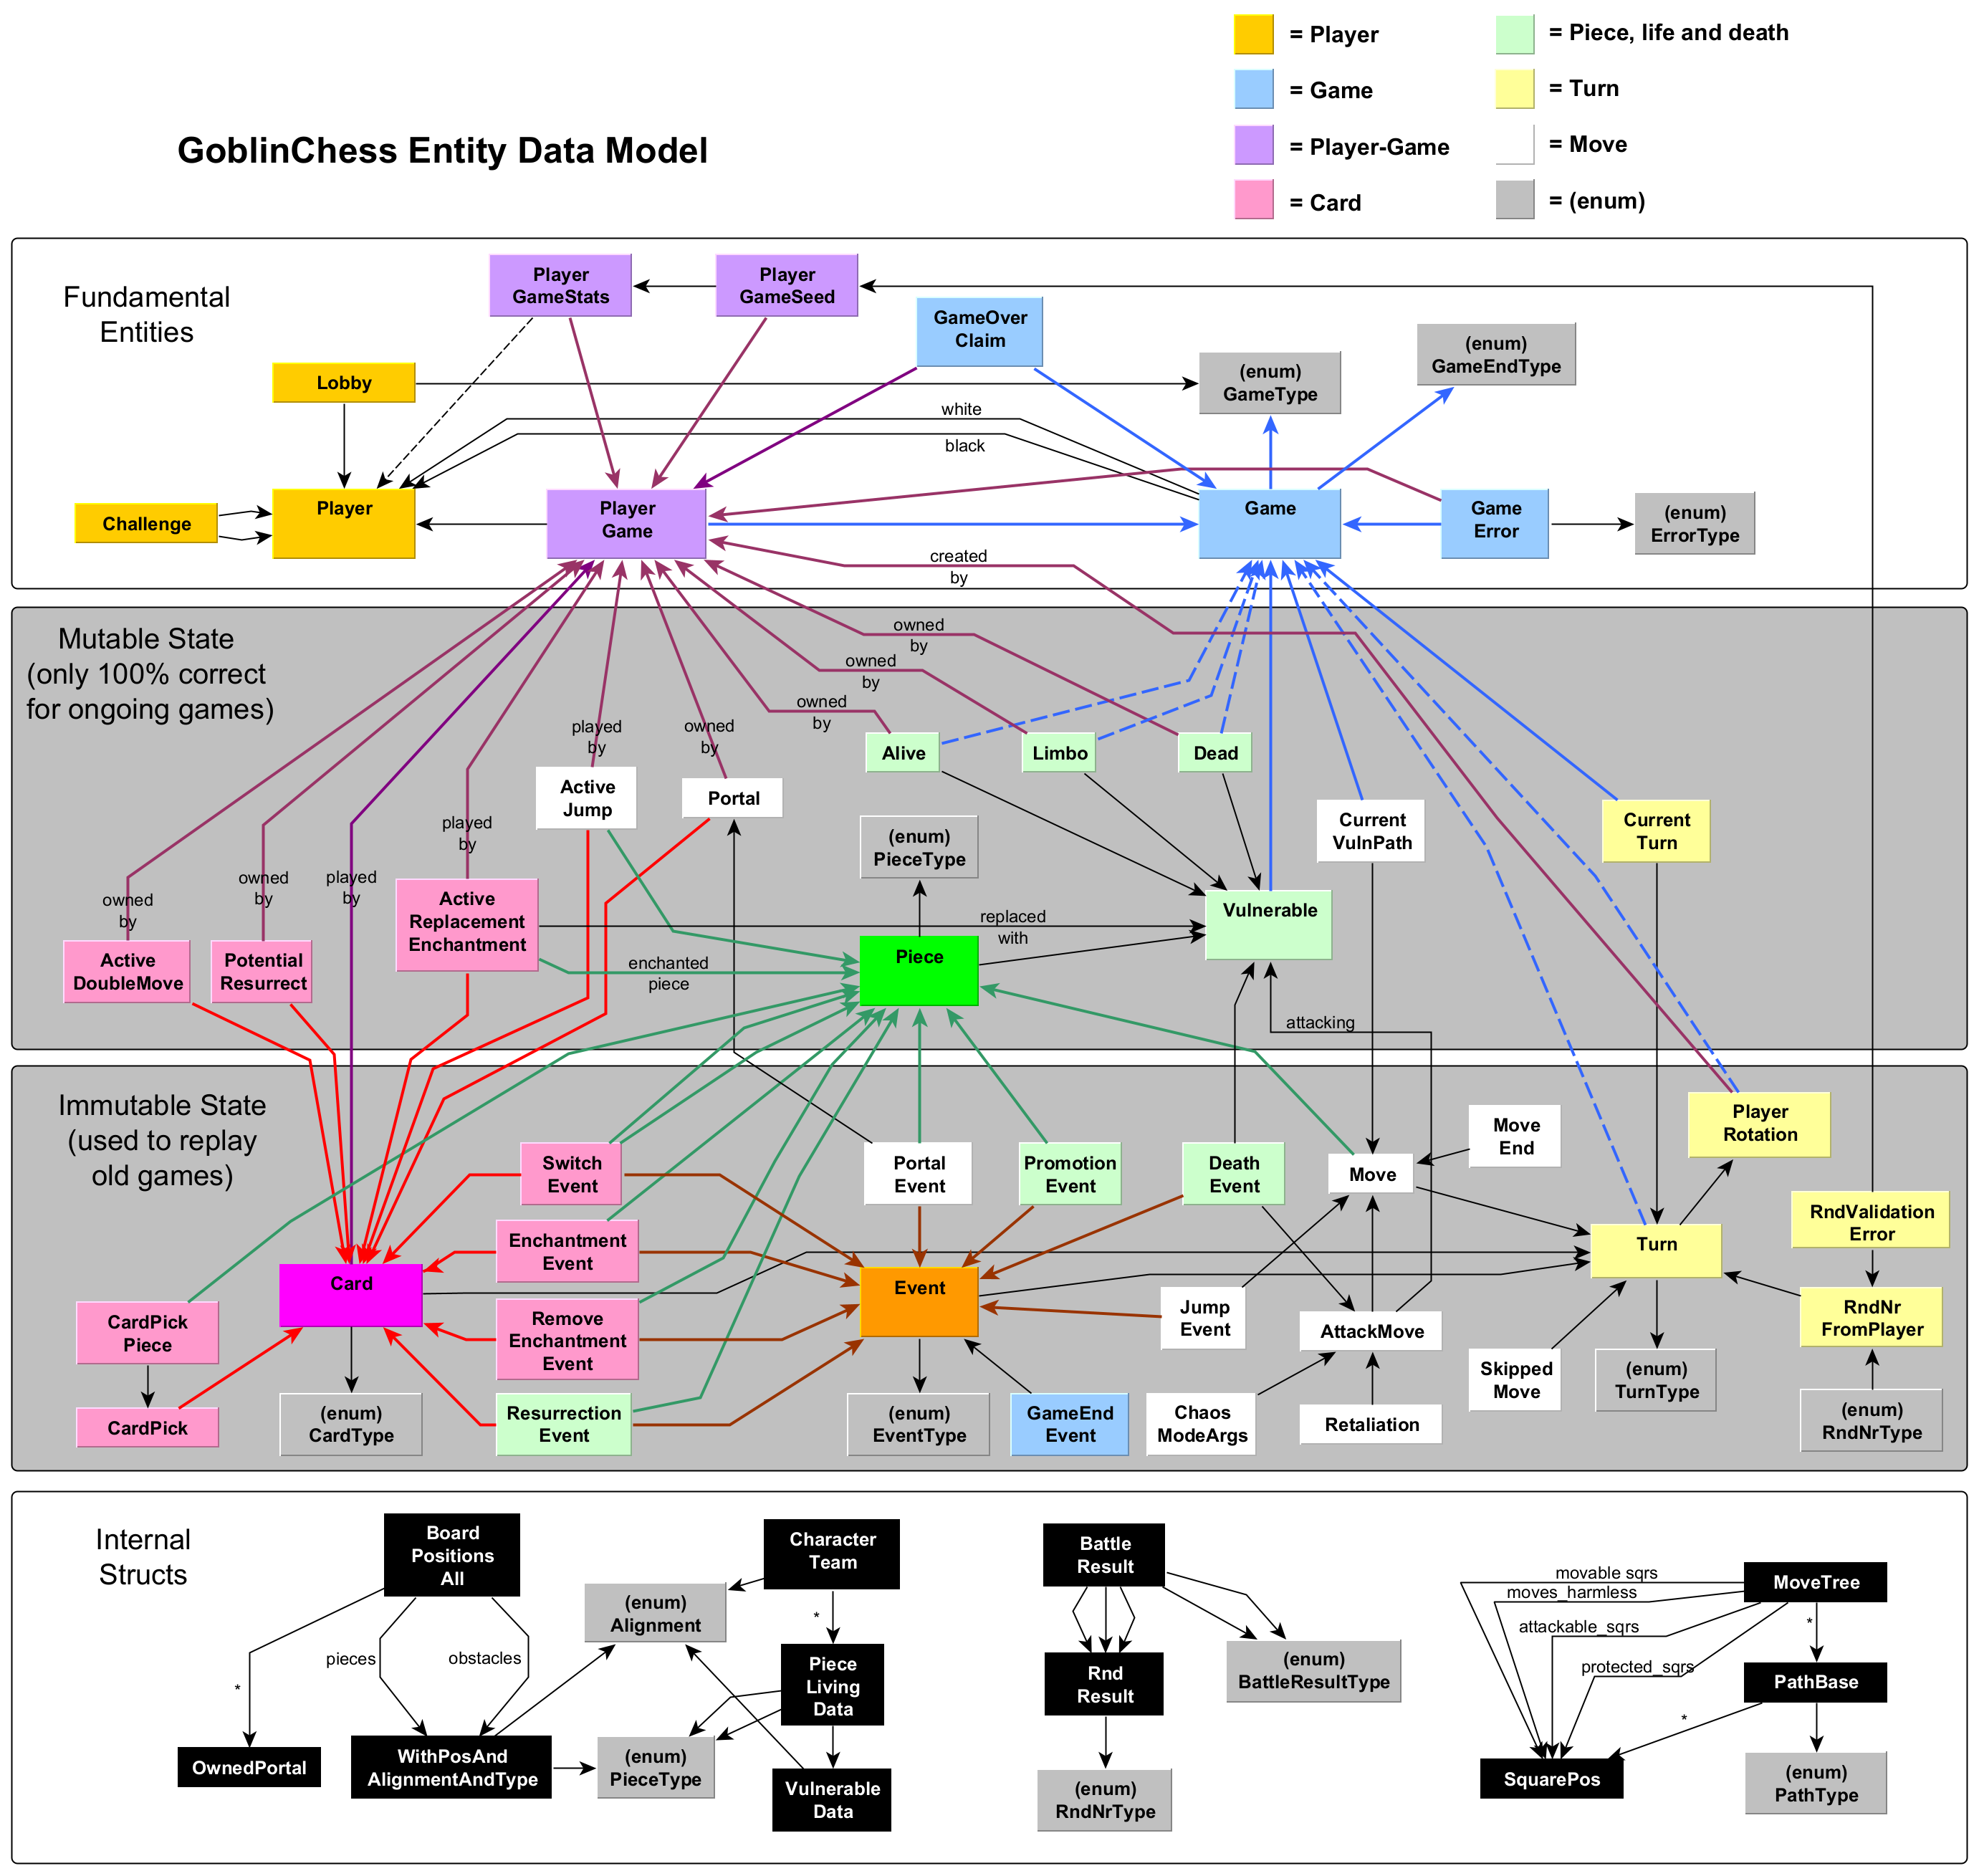 = Player
= Piece, life and death
= Game
= Turn
GoblinChess Entity Data Model
= Player-Game
= Move
= Card
= (enum)
Fundamental
Entities
Player
GameStats
Player
GameSeed
GameOver
Claim
(enum)
GameEndType
(enum)
GameType
Lobby
white
black
Challenge
Player
Player
Game
Game
Game
Error
(enum)
ErrorType
created
by
Mutable State
(only 100% correct
for ongoing games)
owned
by
owned
by
owned
by
played
by
owned
by
Alive
Limbo
Dead
Active
Jump
Portal
Current
VulnPath
Current
Turn
(enum)
PieceType
played
by
owned
by
owned
by
played
by
Active
Replacement
Enchantment
replaced
with
Vulnerable
Active
DoubleMove
Potential
Resurrect
enchanted
piece
Piece
attacking
Immutable State
(used to replay
old games)
Switch
Event
Portal
Event
Promotion
Event
Death
Event
Move
Move
End
Player
Rotation
Enchantment
Event
RndValidation
Error
Turn
Card
Event
CardPick
Piece
Remove
Enchantment
Event
Jump
Event
AttackMove
RndNr
FromPlayer
Skipped
Move
(enum)
TurnType
CardPick
(enum)
CardType
Resurrection
Event
(enum)
EventType
GameEnd
Event
Chaos
ModeArgs
Retaliation
(enum)
RndNrType
Internal
Structs
Board
Positions
All
Character
Team
Battle
Result
movable sqrs
moves_harmless
attackable_sqrs
protected_sqrs
MoveTree
*
(enum)
Alignment
*
pieces
obstacles
Piece
Living
Data
Rnd
Result
(enum)
BattleResultType
PathBase
*
*
OwnedPortal
WithPosAnd
AlignmentAndType
(enum)
PieceType
Vulnerable
Data
(enum)
RndNrType
SquarePos
(enum)
PathType